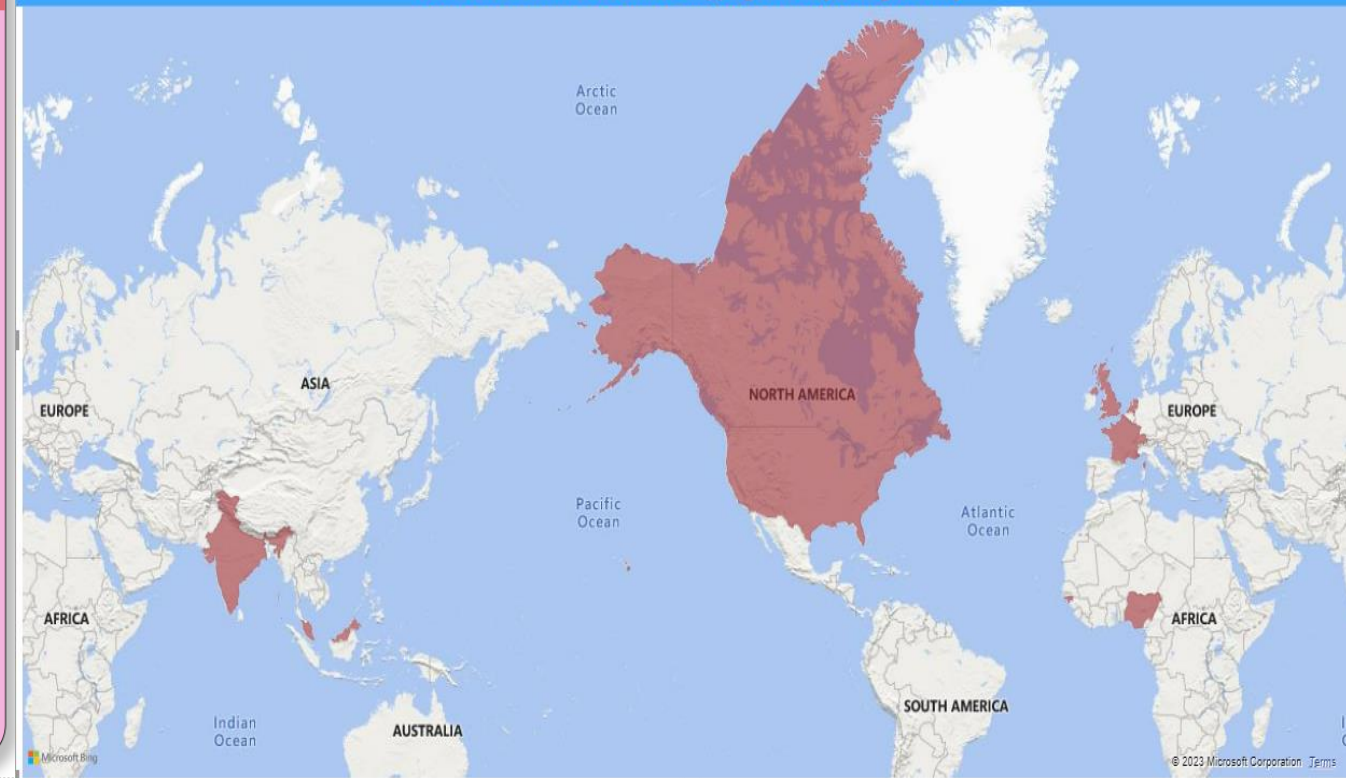 Arctic
Ocean
ASIA
NORTH AMERICA
EUROPE
EUROPE
Pacific
Ocean
Atlantic
Ocean
AFRICA
AFRICA
SOUTH AMERICA
Indian
Ocean
AUSTRALIA
Microsoft Bing
© 2023 Microsoft Corporation Terms